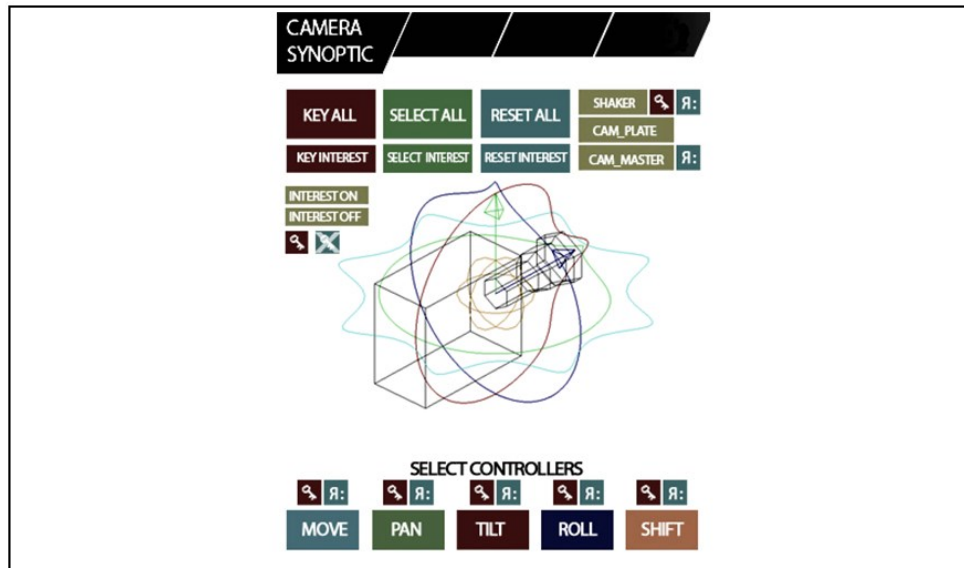 CAMERA
SYNOPTIC
KEY ALL
SELECT ALL
RESET ALL
SHAKER
Я:
CAM_PLATE
KEY INTEREST
SELECT INTEREST
RESET INTEREST
CAM_MASTER
Я:
INTEREST ON
INTEREST OFF
SELECT CONTROLLERS
Я:
Я:
Я:
Я:
Я:
MOVE
PAN
TILT
ROLL
SHIFT